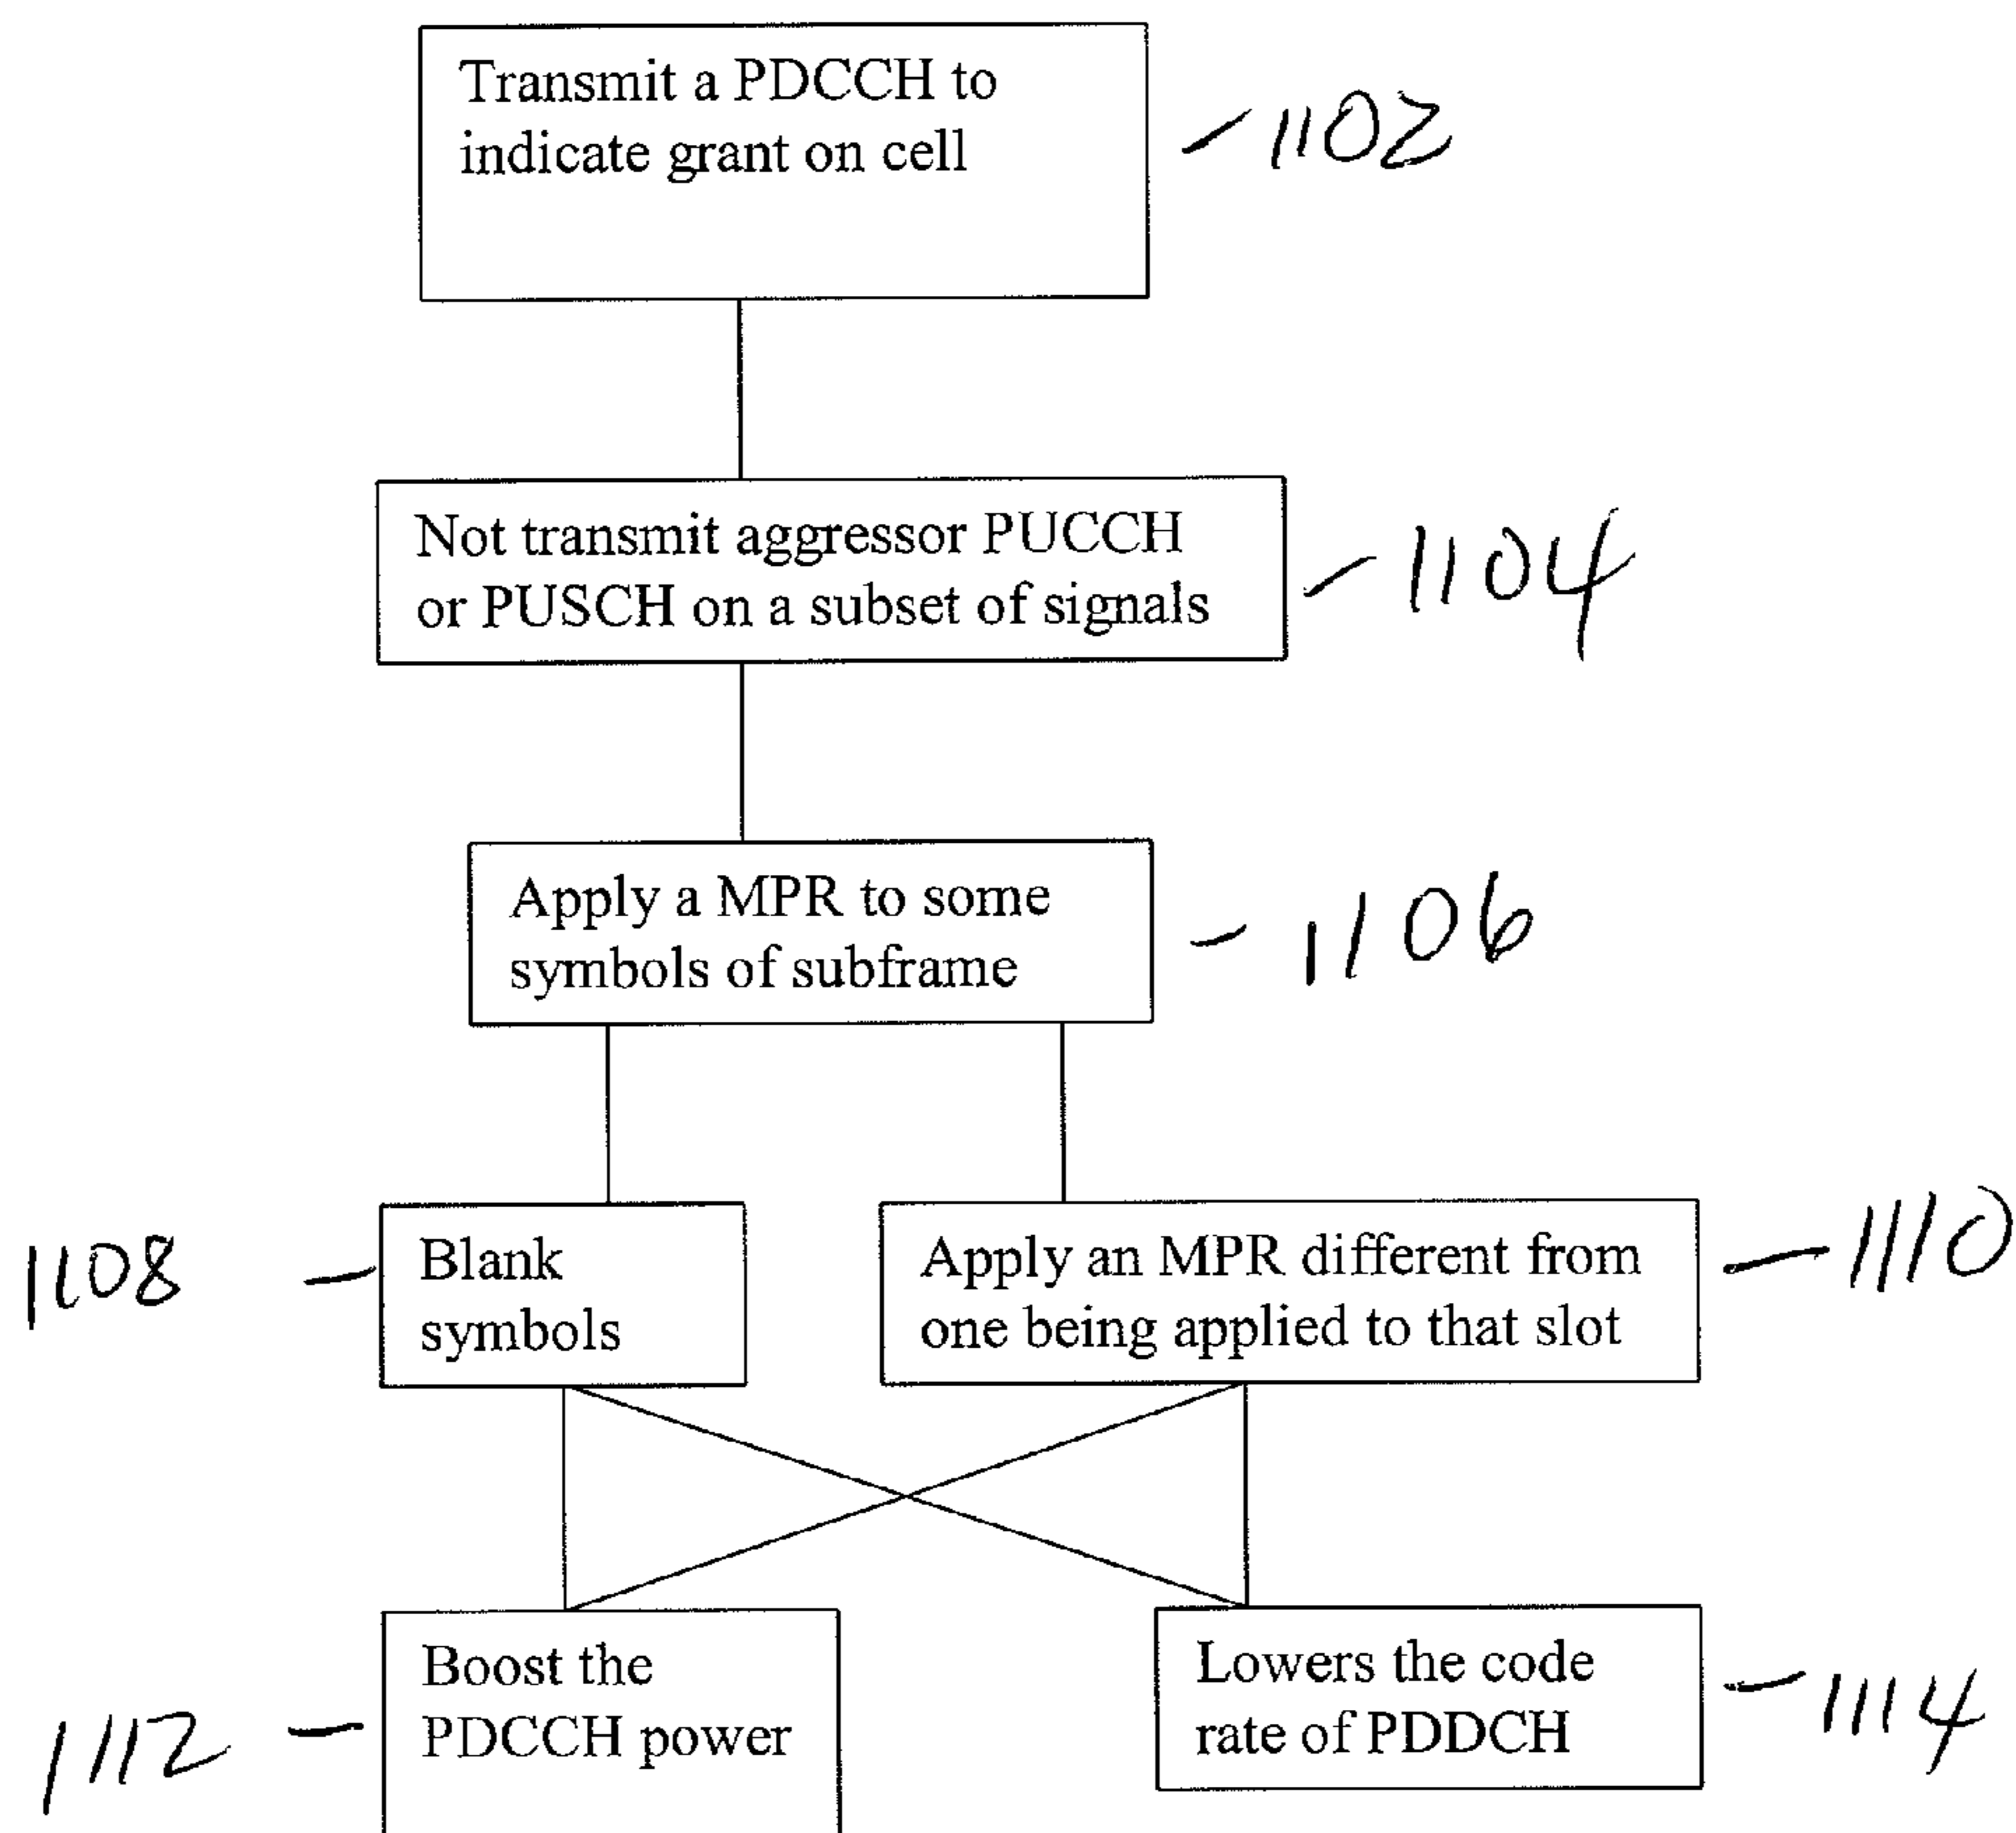 Transmit a PDCCH to
indicate grant on cell
1102
Not transmit aggressor PUCCH
or PUSCH on a subset of signals
1104
Apply a MPR to some
symbols of subframe
1106
1108
Blank
symbols
Apply an MPR different from
one being applied to that slot
1110
1112
Boost the
PDCCH power
Lowers the code
rate of PDDCH
1114